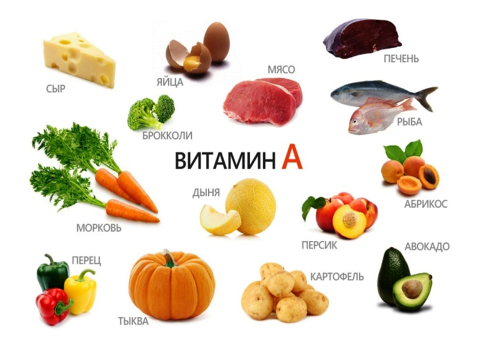 СЫР
ЯЙЦА
МЯСО
ПЕЧЕНЬ
БРОККОЛИ
РЫБА
ВИТАМИН А
МОРКОВЬ
ДЫНЯ
ПЕРСИК
АБРИКОС
ПЕРЕЦ
ТЫКВА
КАРТОФЕЛЬ
АВОКАДО